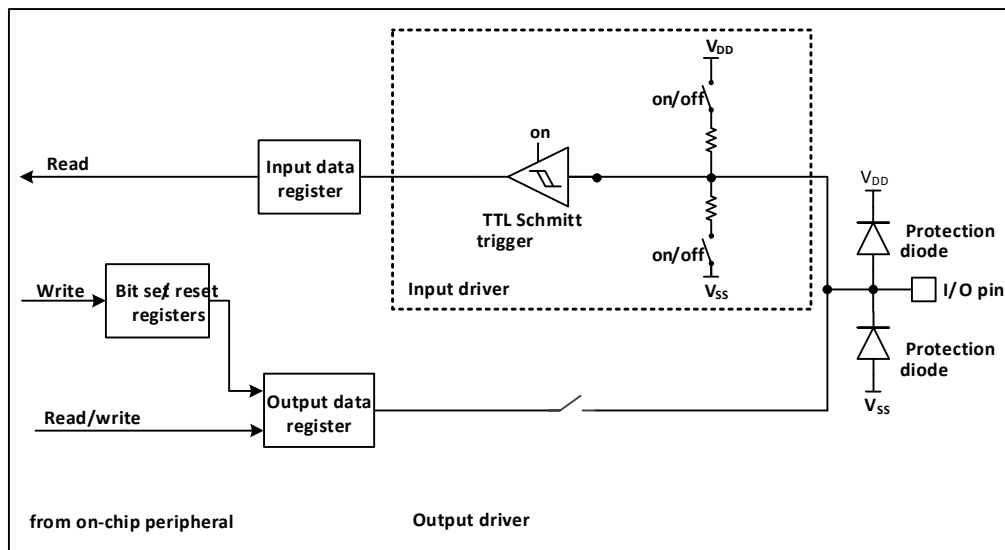 VDD
on/off
on
Read
Input data
register
TTL Schmitt
trigger
on/off
VSS
Input driver
VDD
Protection
diode
I/O pin
Protection
diode
VSS
Write
Bit set/ reset
registers
Output data
register
Read/write
from on-chip peripheral
Output driver